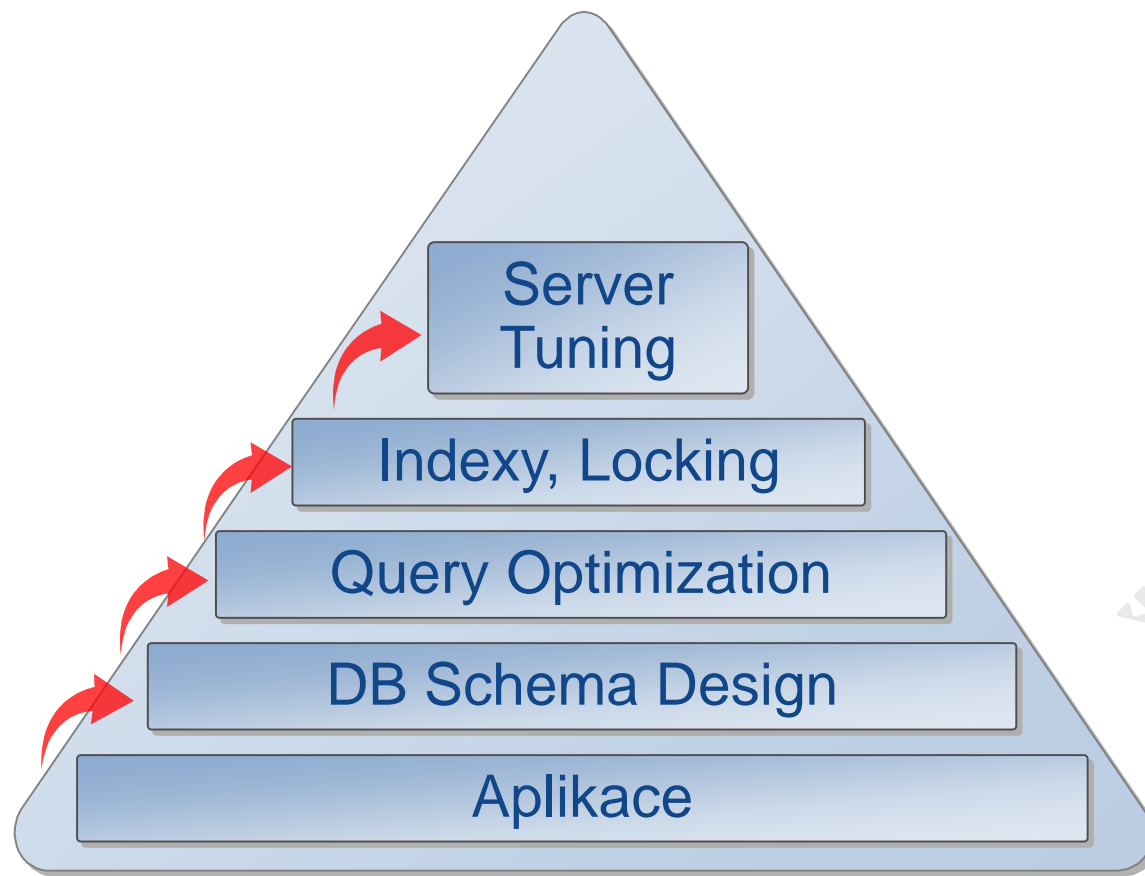 Server
Tuning
Indexy, Locking
Query Optimization
DB Schema Design
Aplikace